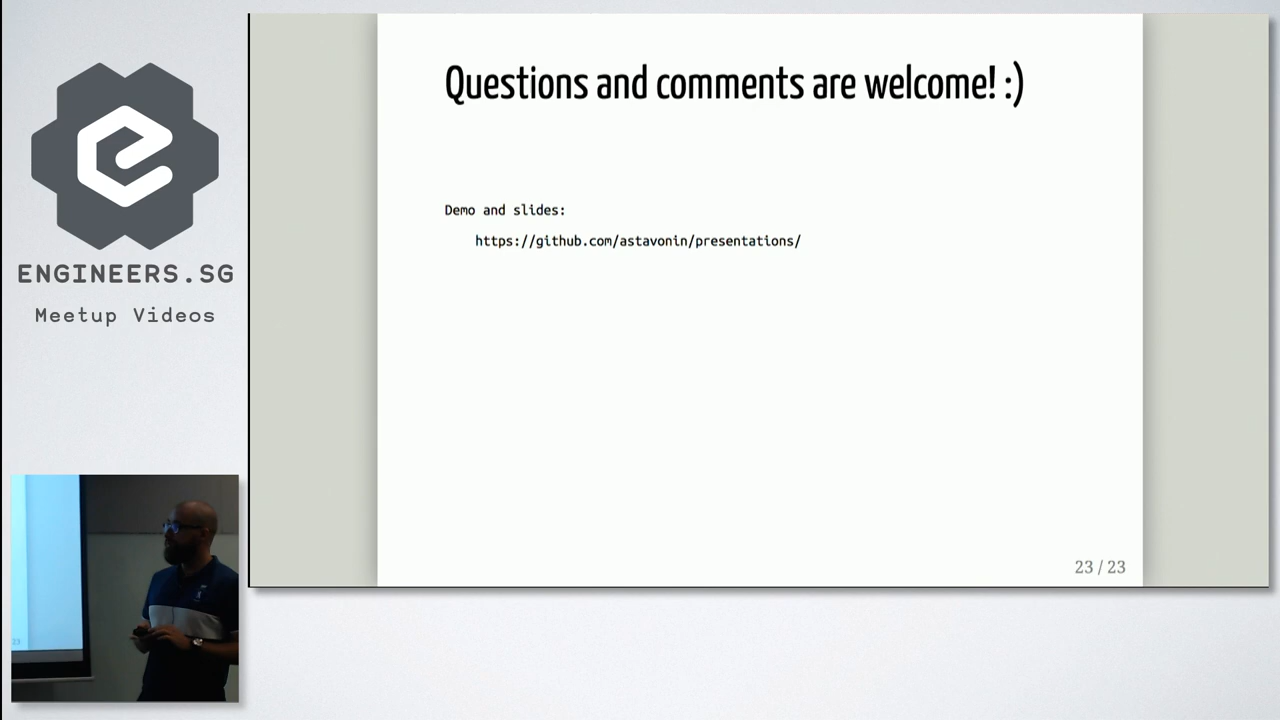 ENGINEERS.SG
Meetup Videos
Questions and comments are welcome! :)
Demo and slides:
https://github.com/astavonin/presentations/
23 / 23
23